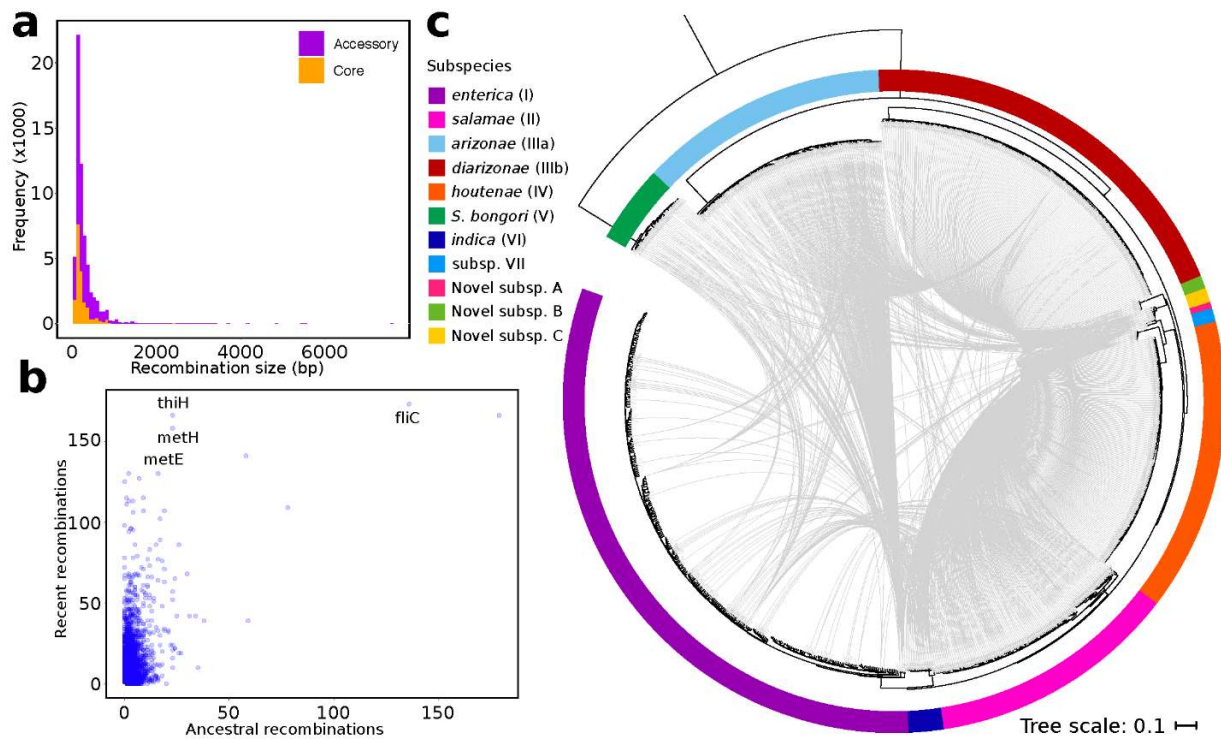 a
Frequency (x1000)
20
15
10
5
0
0
2000
4000
6000
Recombination size (bp)
Accessory
Core
b
Recent recombinations
150
100
50
0
thiH
metH
metE
fliC
0
50
100
150
Ancestral recombinations
c
Subspecies
enterica (I)
salamae (II)
arizonae (IIIa)
diarizonae (IIIb)
houtenae (IV)
S. bongori (V)
indica (VI)
subsp. VII
Novel subsp. A
Novel subsp. B
Novel subsp. C
Tree scale: 0.1